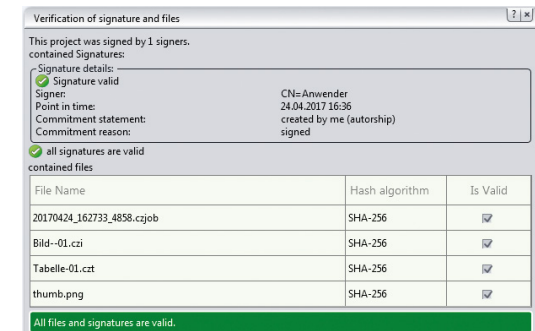 Verification of signature and files
This project was signed by 1 signers.
contained Signatures:
Signature details:
Signature valid
Signer: CN=Anwender
Point in time: 24.04.2017 16:36
Commitment statement: created by me (autorship)
Commitment reason: signed
all signatures are valid
contained files
File Name Hash algorithm Is Valid
20170424_162733_4858.czjob SHA-256
Bild--01.czi SHA-256
Tabelle-01.czt SHA-256
thumb.png SHA-256
All files and signatures are valid.